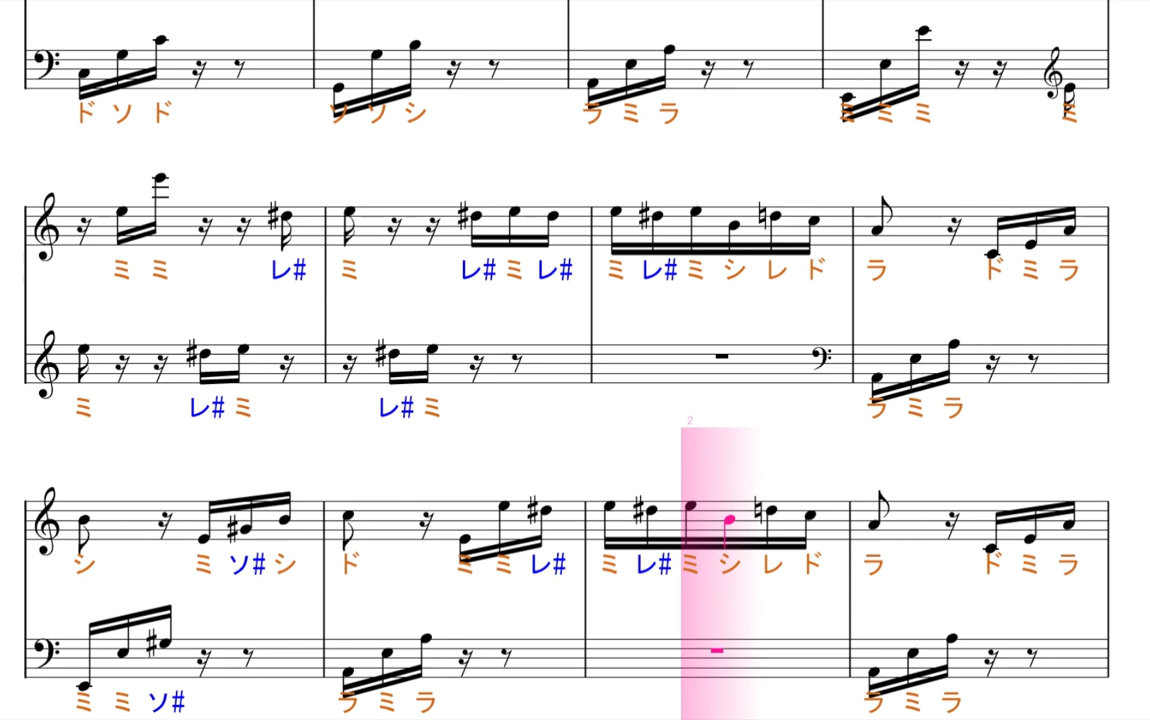 ド ソ ド ソ ソ シ ラ ミ ラ ミ ミ ミ ミ
ミ ミ レ# ミ レ# ミ レ# ミ レ# ミ シ レ ド ラ ド ミ ラ
ミ レ# ミ レ# ミ ラ ミ ラ
2
シ ミ ソ# シ ド ミ ミ レ# ミ レ# ミ シ レ ド ラ ド ミ ラ
ミ ミ ソ# ラ ミ ラ ラ ミ ラ